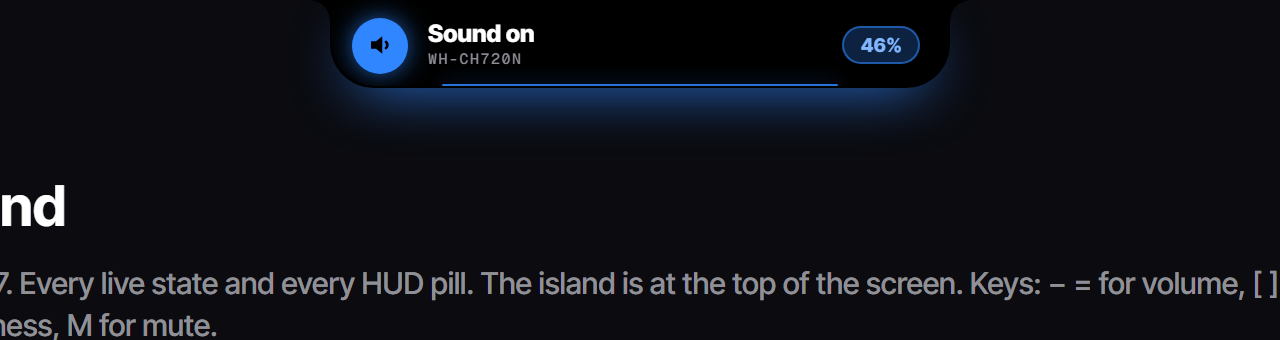 Sound on
WH-CH720N
46%
nd
7. Every live state and every HUD pill. The island is at the top of the screen. Keys: − = for volume, [ ]
ness, M for mute.